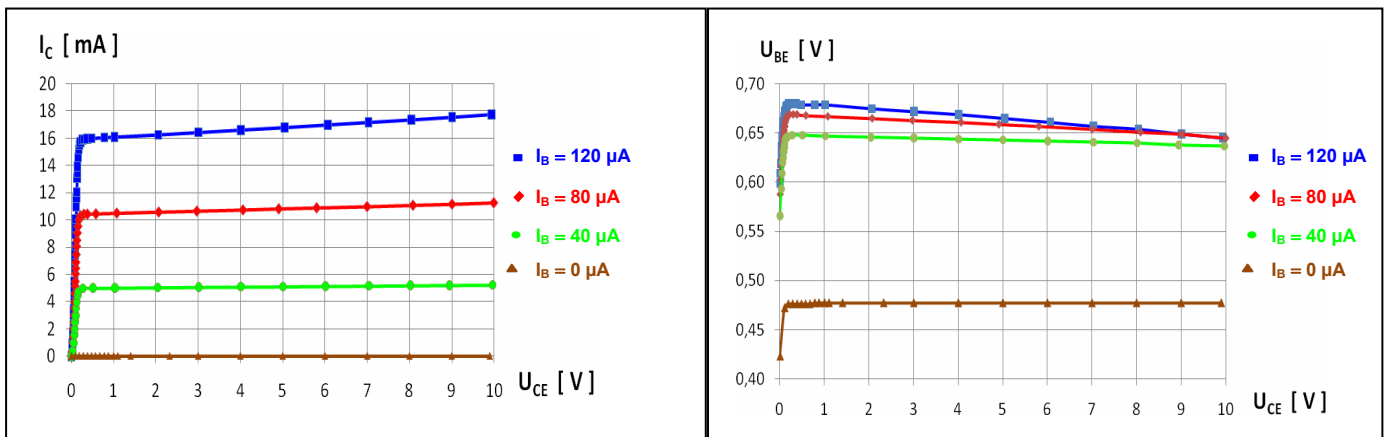 I_C [ mA]
20
18
16
14
12
10
8
6
4
2
0
0 1 2 3 4 5 6 7 8 9 10
U_CE [ V ]
I_B = 120 µA
I_B = 80 µA
I_B = 40 µA
I_B = 0 µA
U_BE [ V ]
0,70
0,65
0,60
0,55
0,50
0,45
0,40
0 1 2 3 4 5 6 7 8 9 10
U_CE [ V ]
I_B = 120 µA
I_B = 80 µA
I_B = 40 µA
I_B = 0 µA